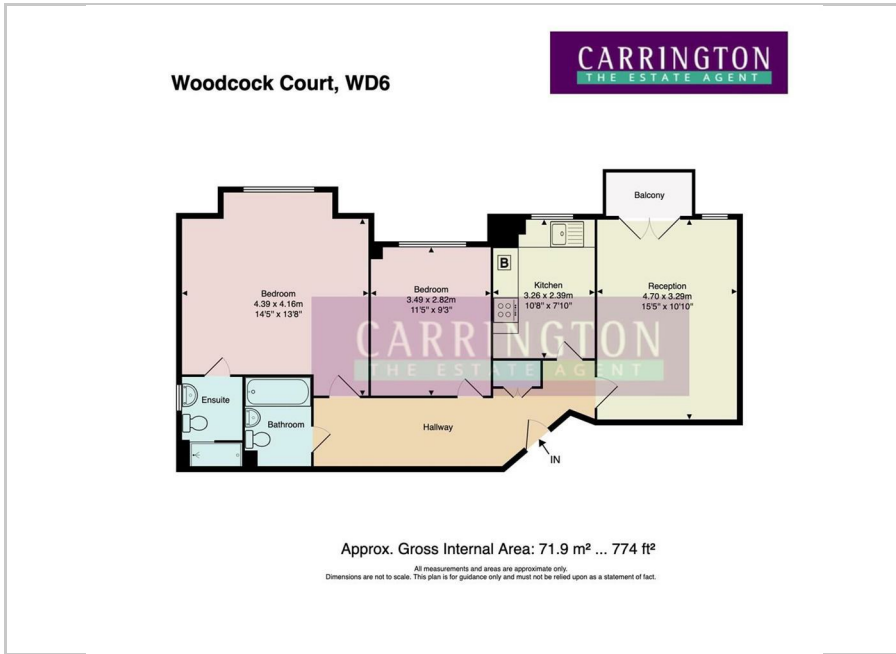 Woodcock Court, WD6
CARRINGTON
THE ESTATE AGENT
Balcony
Bedroom
4.39 x 4.16m
14'5" x 13'8"
Bedroom
3.49 x 2.82m
11'5" x 9'3"
B
Kitchen
3.26 x 2.39m
10'8" x 7'10"
Reception
4.70 x 3.29m
15'5" x 10'10"
CARRINGTON
THE ESTATE AGENT
Ensuite
Bathroom
Hallway
IN
Approx. Gross Internal Area: 71.9 m² ... 774 ft²
All measurements and areas are approximate only.
Dimensions are not to scale. This plan is for guidance only and must not be relied upon as a statement of fact.